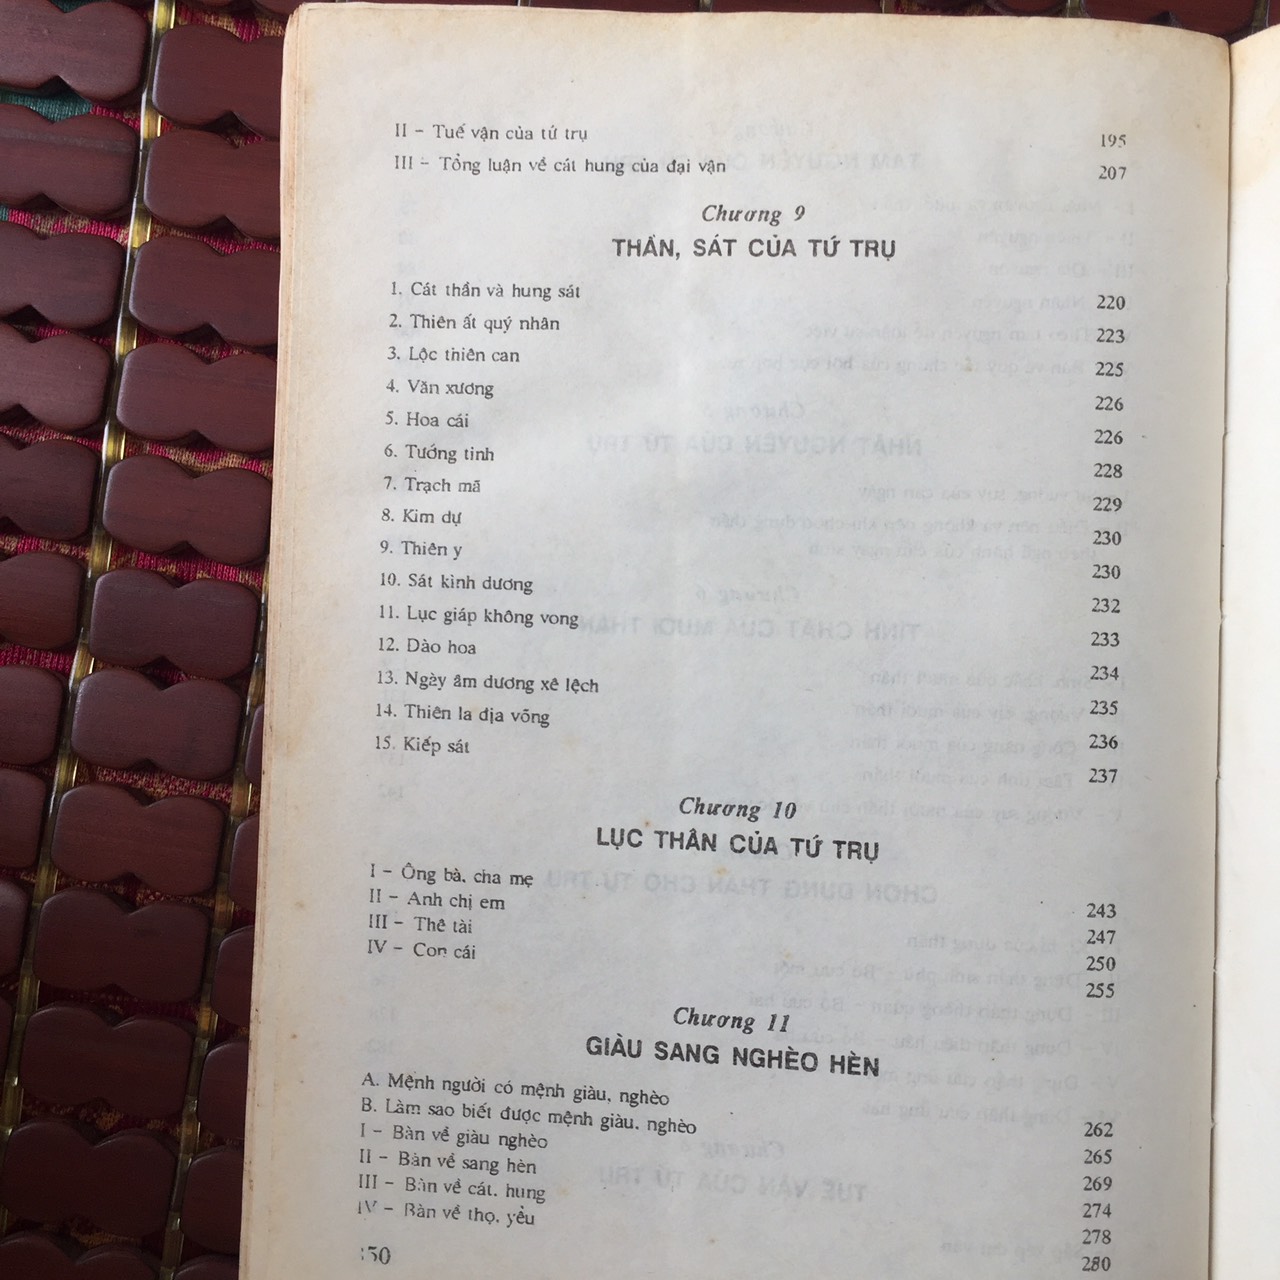 II – Tuế vận của tứ trụ 195
III – Tổng luận về cát hung của đại vận 207
Chương 9
THẦN, SÁT CỦA TỨ TRỤ
1. Cát thần và hung sát 220
2. Thiên ất quý nhân 223
3. Lộc thiên can 225
4. Văn xương 226
5. Hoa cái 226
6. Tướng tinh 228
7. Trạch mã 229
8. Kim dự 230
9. Thiên y 230
10. Sát kình dương 232
11. Lục giáp không vong 233
12. Dào hoa 234
13. Ngày âm dương xê lệch 235
14. Thiên la địa võng 236
15. Kiếp sát 237
Chương 10
LỤC THÂN CỦA TỨ TRỤ
I – Ông bà, cha mẹ 243
II – Anh chị em 247
III – Thê tài 250
IV – Con cái 255
Chương 11
GIÀU SANG NGHÈO HÈN
A. Mệnh người có mệnh giàu, nghèo 262
B. Làm sao biết được mệnh giàu, nghèo 265
I – Bàn về giàu nghèo 269
II – Bàn về sang hèn 274
III – Bàn về cát, hung 278
IV – Bàn về thọ, yểu 280
50